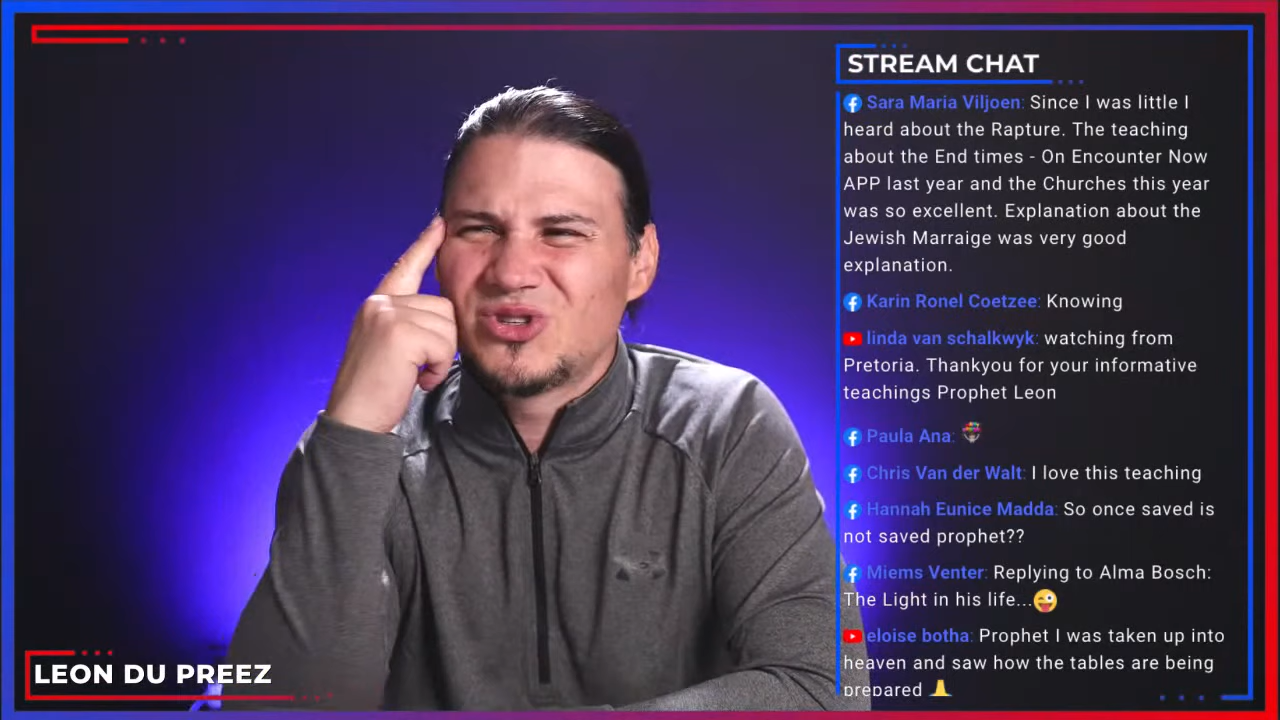 STREAM CHAT
Sara Maria Viljoen: Since I was little I
heard about the Rapture. The teaching
about the End times - On Encounter Now
APP last year and the Churches this year
was so excellent. Explanation about the
Jewish Marraige was very good
explanation.
Karin Ronel Coetzee: Knowing
linda van schalkwyk: watching from
Pretoria. Thankyou for your informative
teachings Prophet Leon
Paula Ana:
Chris Van der Walt: I love this teaching
Hannah Eunice Madda: So once saved is
not saved prophet??
Miems Venter: Replying to Alma Bosch:
The Light in his life...😜
eloise botha: Prophet I was taken up into
heaven and saw how the tables are being
prepared
LEON DU PREEZ